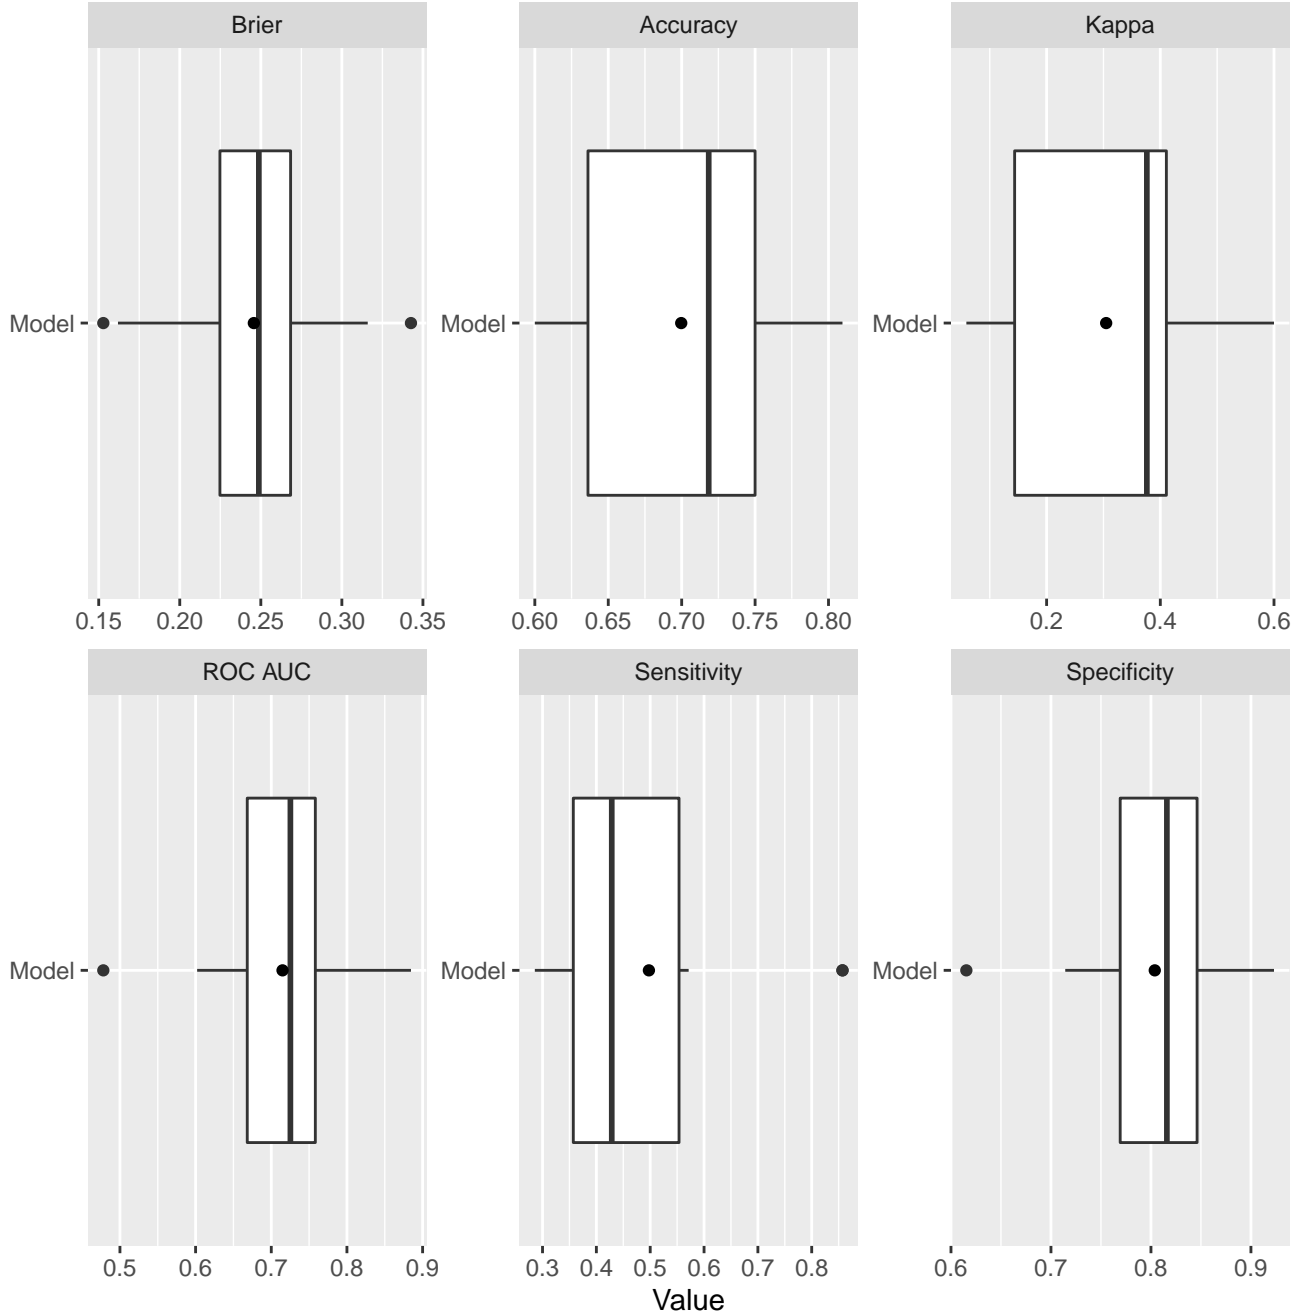 Brier Accuracy Kappa
Model Model Model
0.15 0.20 0.25 0.30 0.35 0.60 0.65 0.70 0.75 0.80 0.2 0.4 0.6
ROC AUC Sensitivity Specificity
Model Model Model
0.5 0.6 0.7 0.8 0.9 0.3 0.4 0.5 0.6 0.7 0.8 0.6 0.7 0.8 0.9
Value